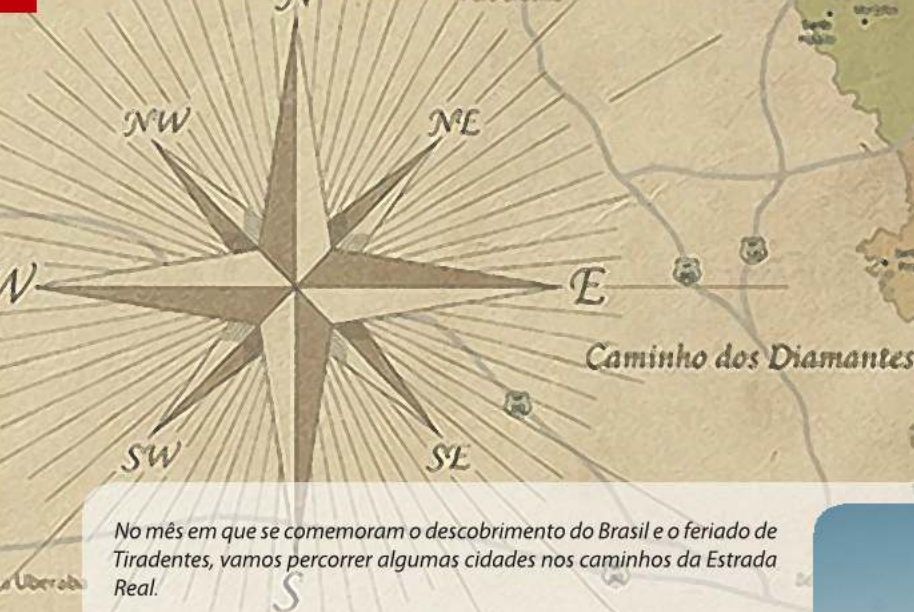 N
NW
NE
E
Caminho dos Diamantes
SW
SE
No mês em que se comemoram o descobrimento do Brasil e o feriado de
Tiradentes, vamos percorrer algumas cidades nos caminhos da Estrada
Real.
Uberaba
S